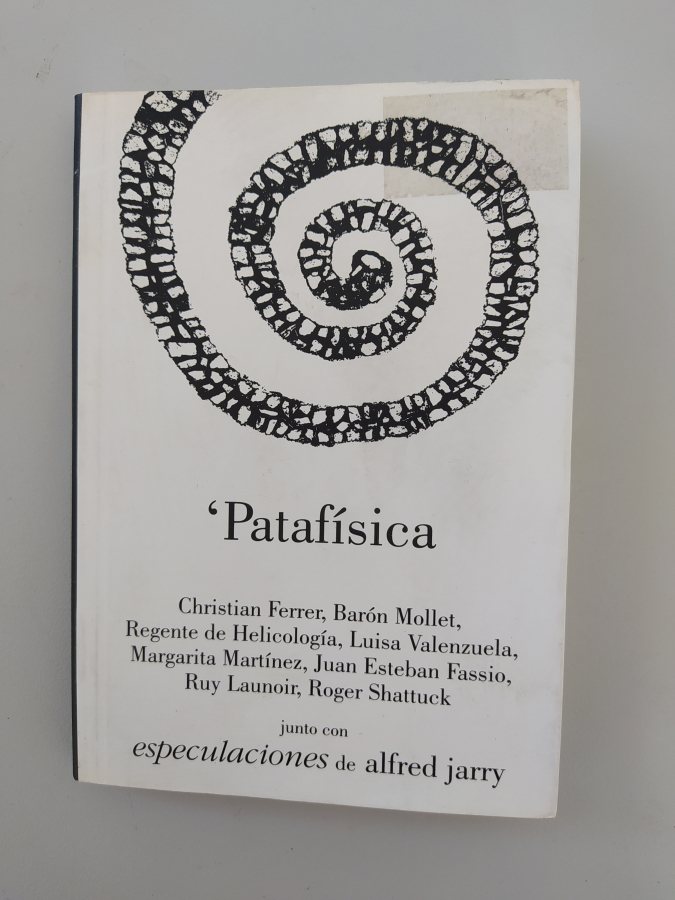 ‘Patafísica
Christian Ferrer, Barón Mollet,
Regente de Helicología, Luisa Valenzuela,
Margarita Martínez, Juan Esteban Fassio,
Ruy Launoir, Roger Shattuck
junto con
especulaciones de alfred jarry